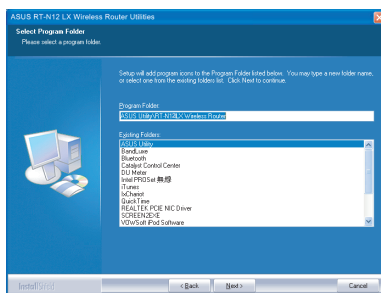 ASUS RT-N12 LX Wireless Router Utilities
Select Program Folder
Please select a program folder.
Setup will add program icons to the Program Folder listed below. You may type a new folder name, or select one from the existing folders list. Click Next to continue.
Program Folder:
ASUS Utility\RT-N12LX Wireless Router
Existing Folders:
ASUS Utility
BandLuxe
Bluetooth
Catalyst Control Center
DU Meter
Intel PROSet 無線
iTunes
IxChariot
QuickTime
REALTEK PCIE NIC Driver
SCREEN2EXE
VOWSoft iPod Software
InstallShield
< Back
Next >
Cancel